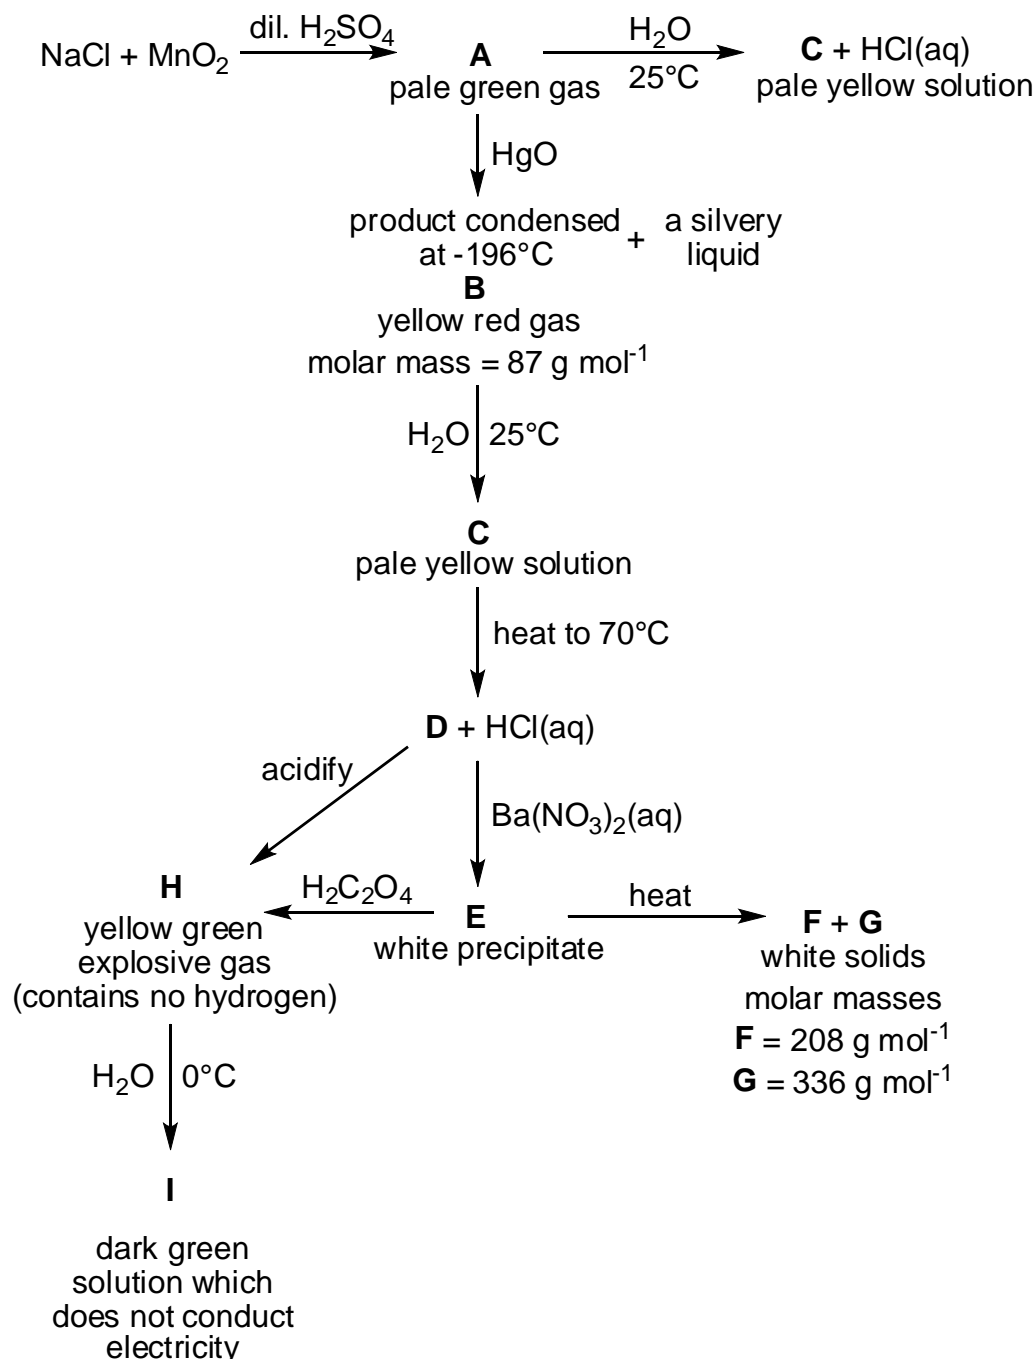 NaCl + MnO2
dil. H2SO4
A
pale green gas
H2O
25°C
C + HCl(aq)
pale yellow solution
HgO
product condensed
at -196°C
+
a silvery
liquid
B
yellow red gas
molar mass = 87 g mol-1
H2O
25°C
C
pale yellow solution
heat to 70°C
D + HCl(aq)
acidify
Ba(NO3)2(aq)
H
yellow green
explosive gas
(contains no hydrogen)
H2C2O4
E
white precipitate
heat
F + G
white solids
molar masses
F = 208 g mol-1
G = 336 g mol-1
H2O
0°C
I
dark green
solution which
does not conduct
electricity